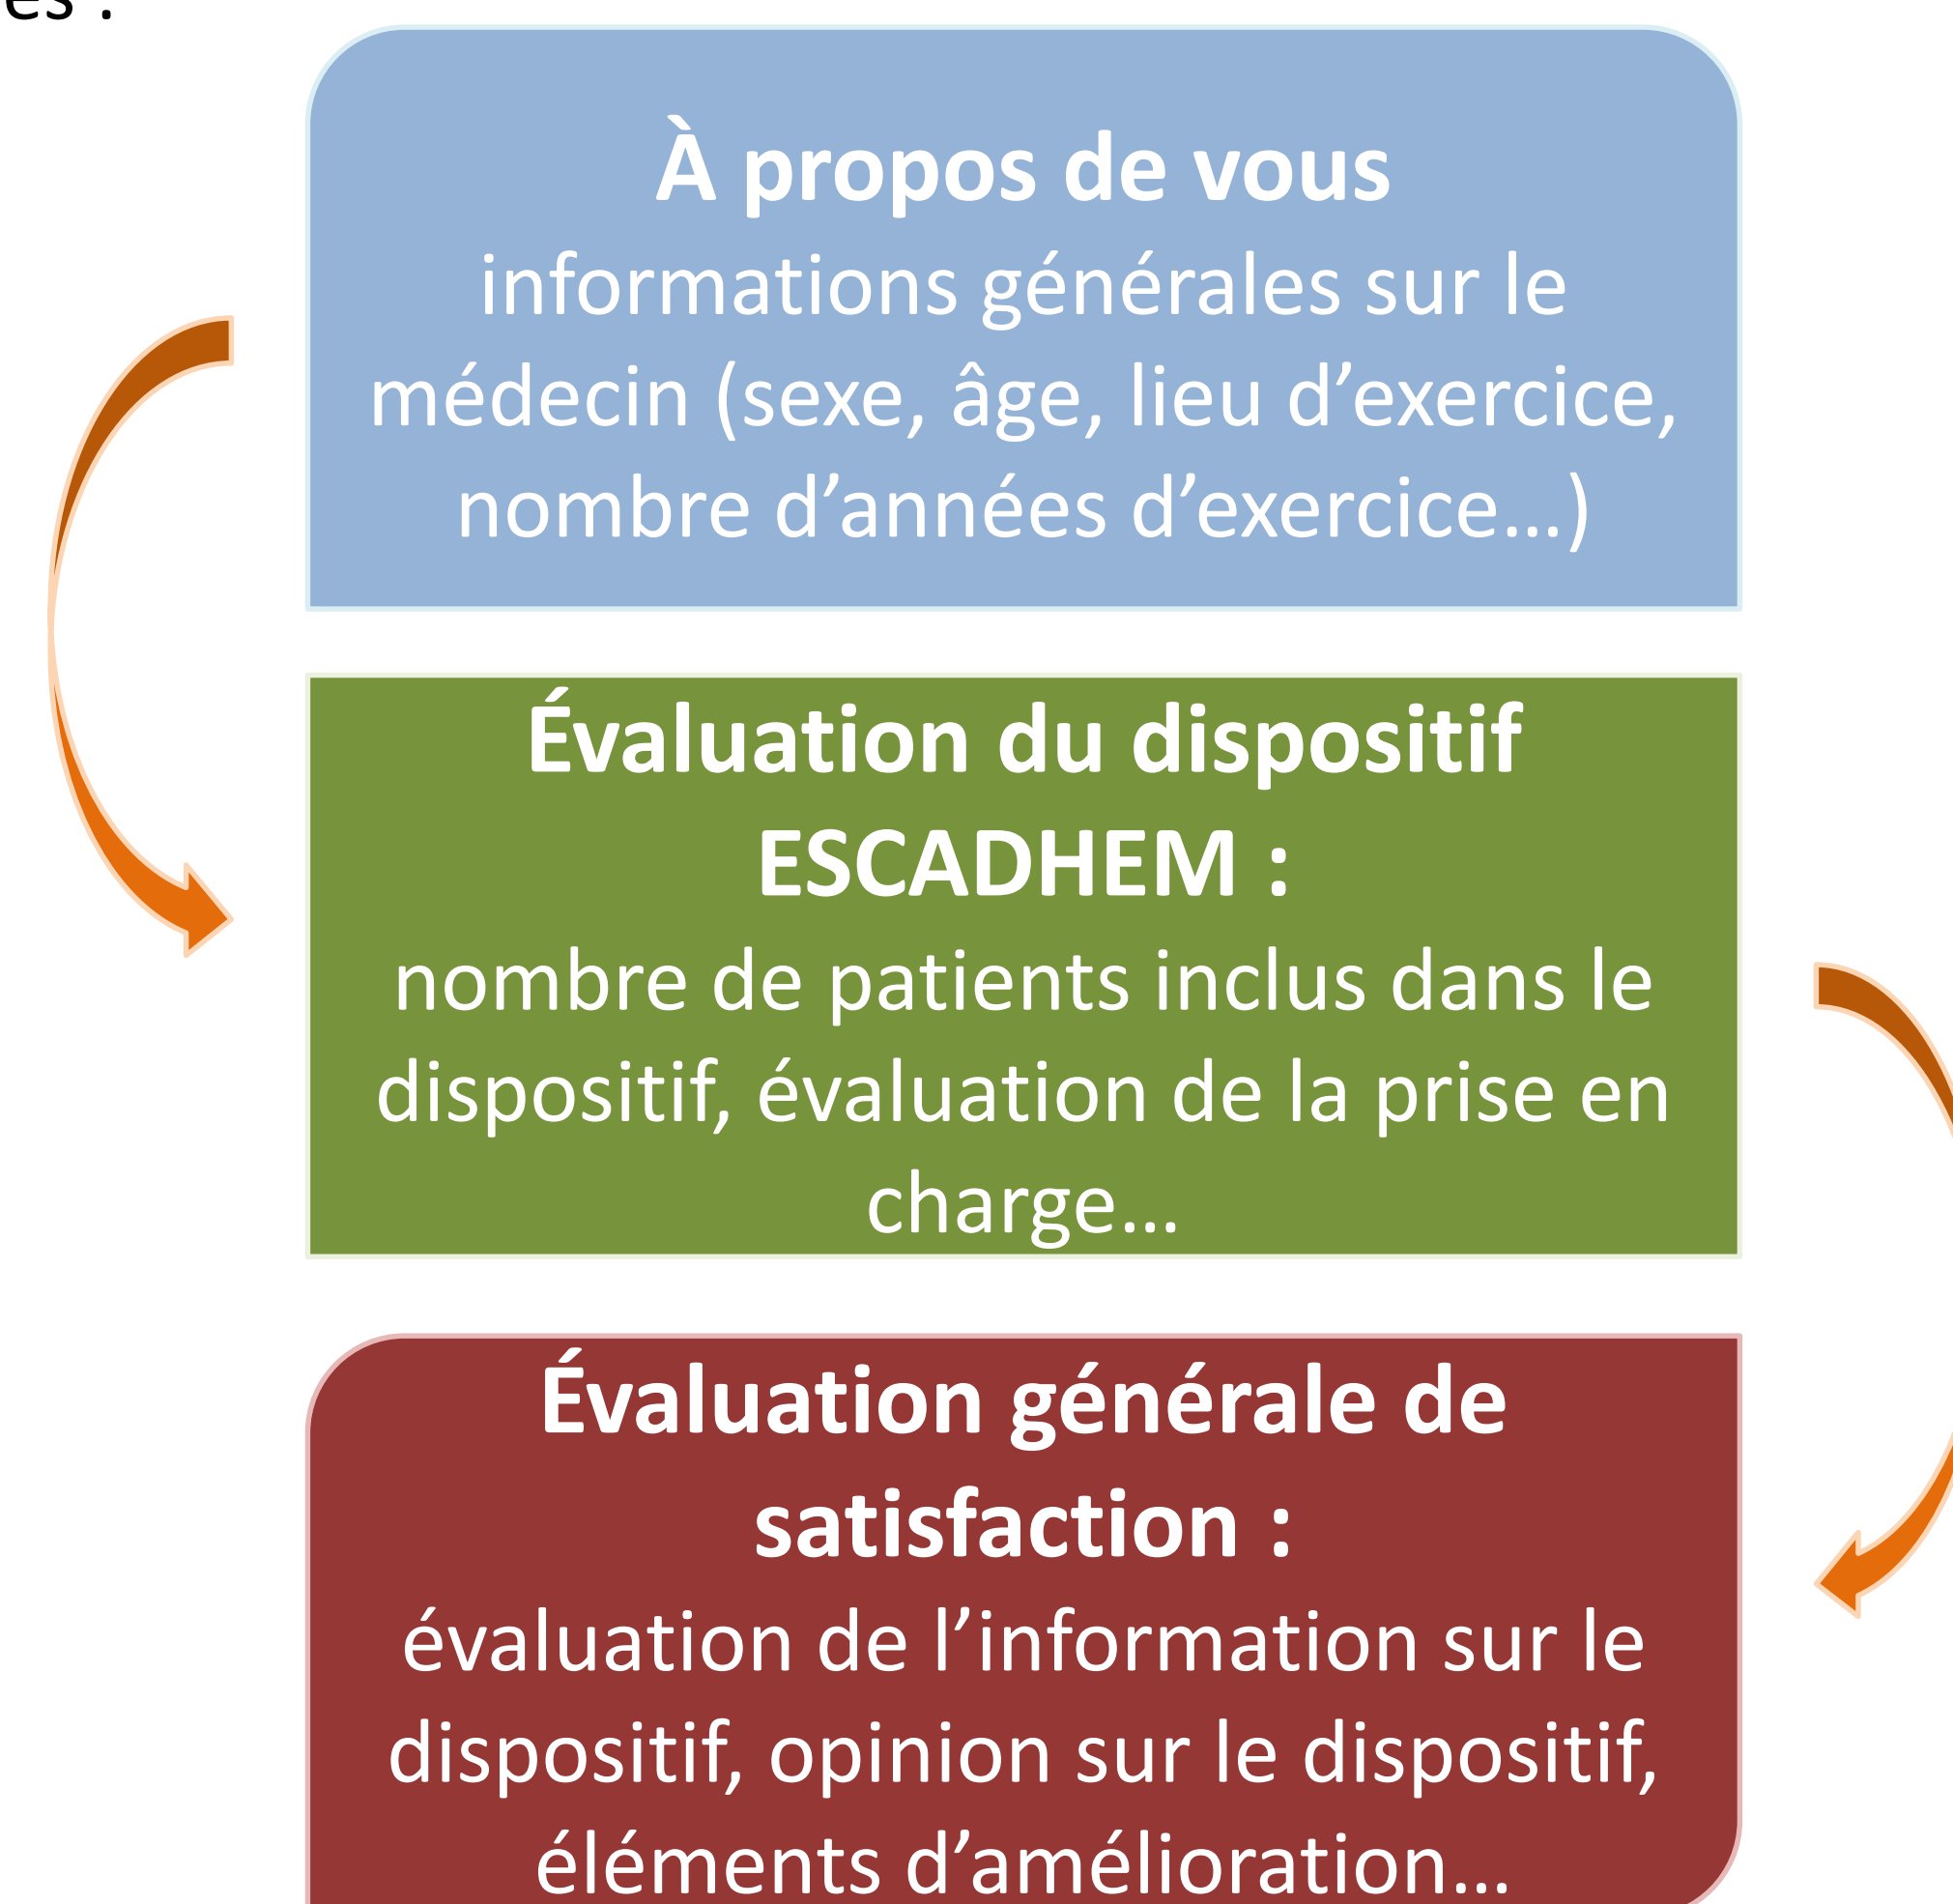 À propos de vous
informations générales sur le
médecin (sexe, âge, lieu d’exercice,
nombre d’années d’exercice…)
Évaluation du dispositif
ESCADHEM :
nombre de patients inclus dans le
dispositif, évaluation de la prise en
charge…
Évaluation générale de
satisfaction :
évaluation de l’information sur le
dispositif, opinion sur le dispositif,
éléments d’amélioration…